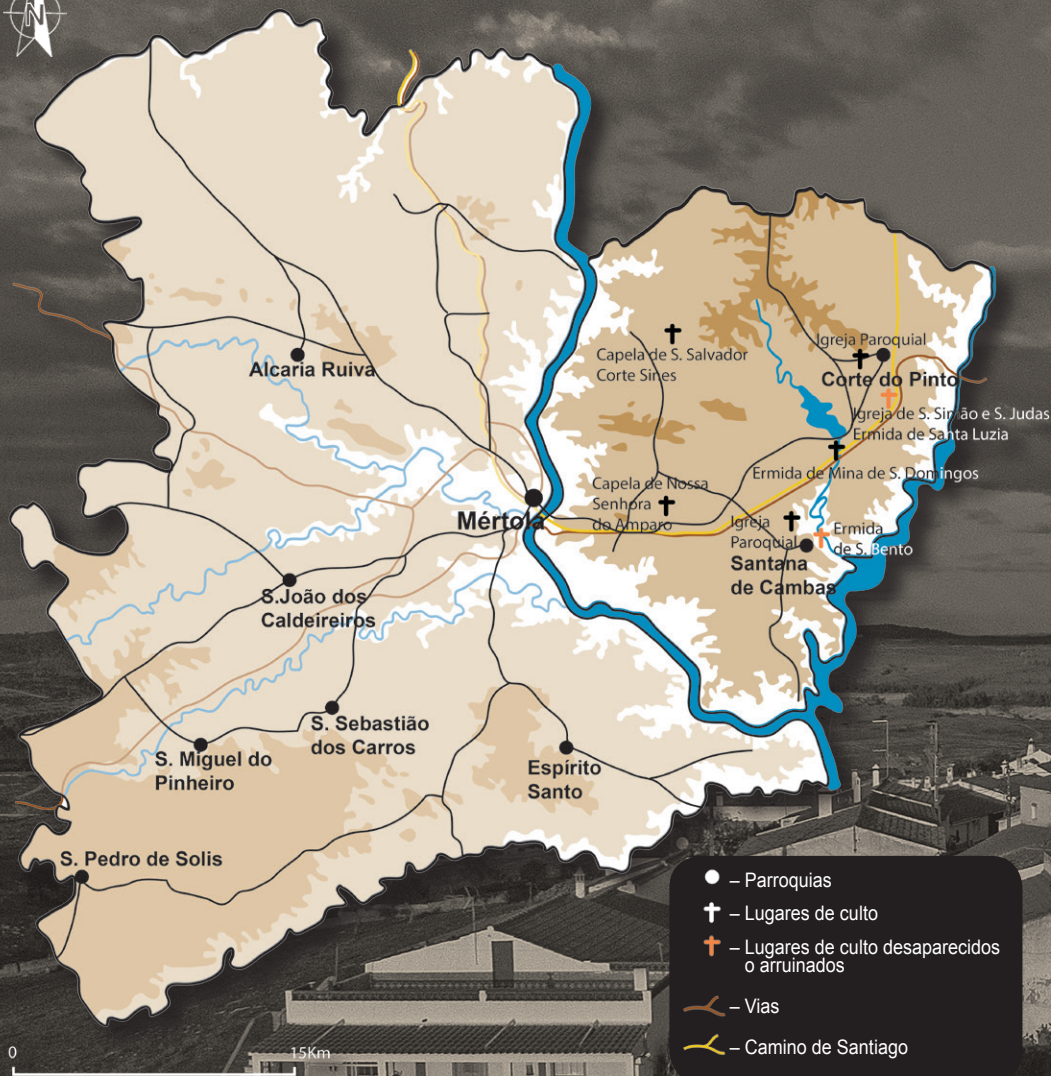 N
Alcaria Ruiva
Capela de S. Salvador
Corte Sines
Igreja Paroquial
Corte do Pinto
Igreja de S. Simão e S. Judas
Ermida de Santa Luzia
Ermida de Mina de S. Domingos
Capela de Nossa
Senhora
do Amparo
Mértola
Igreja
Paroquial
Ermida
de S. Bento
Santana
de Cambas
S.João dos
Caldeireiros
S. Sebastião
dos Carros
S. Miguel do
Pinheiro
Espírito
Santo
S. Pedro de Solis
– Parroquias
– Lugares de culto
– Lugares de culto desaparecidos
o arruinados
– Vias
– Camino de Santiago
0
15Km